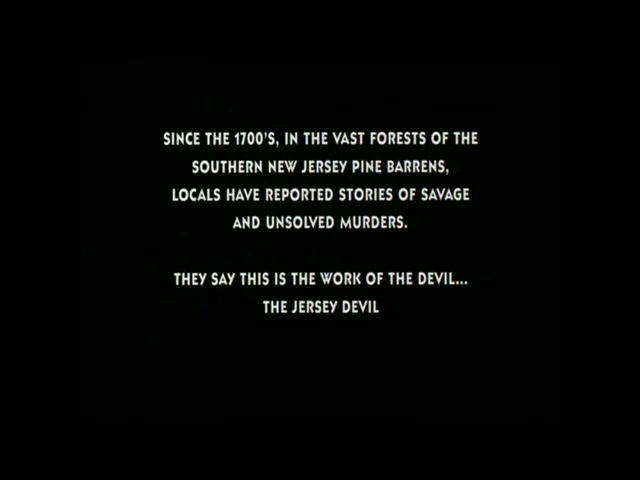 SINCE THE 1700'S, IN THE VAST FORESTS OF THE
SOUTHERN NEW JERSEY PINE BARRENS,
LOCALS HAVE REPORTED STORIES OF SAVAGE
AND UNSOLVED MURDERS.
THEY SAY THIS IS THE WORK OF THE DEVIL...
THE JERSEY DEVIL